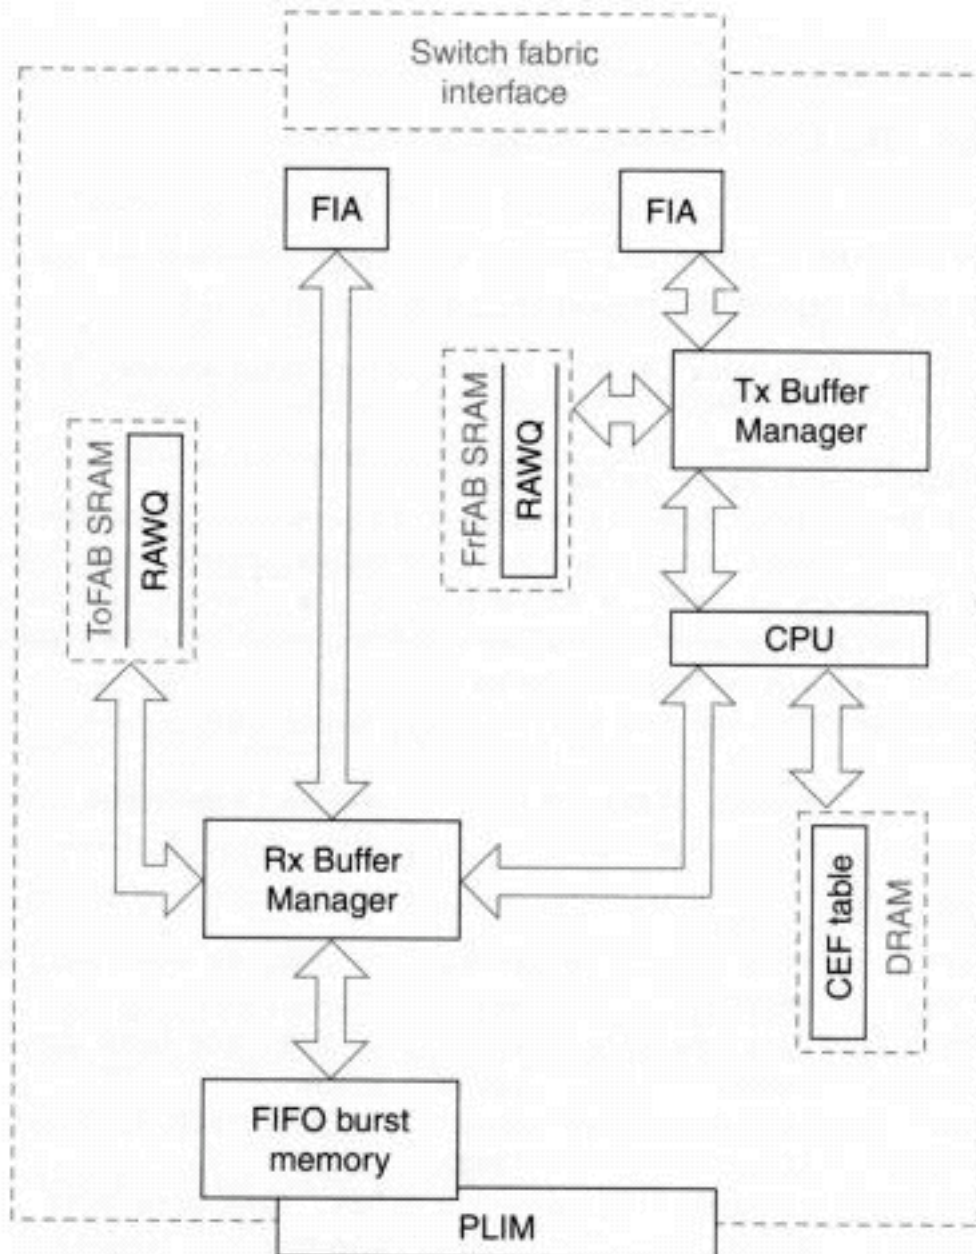 Switch fabric
interface
FIA
FIA
Tx Buffer
Manager
FrFAB SRAM
RAWQ
ToFAB SRAM
RAWQ
CPU
Rx Buffer
Manager
CEF table
DRAM
FIFO burst
memory
PLIM